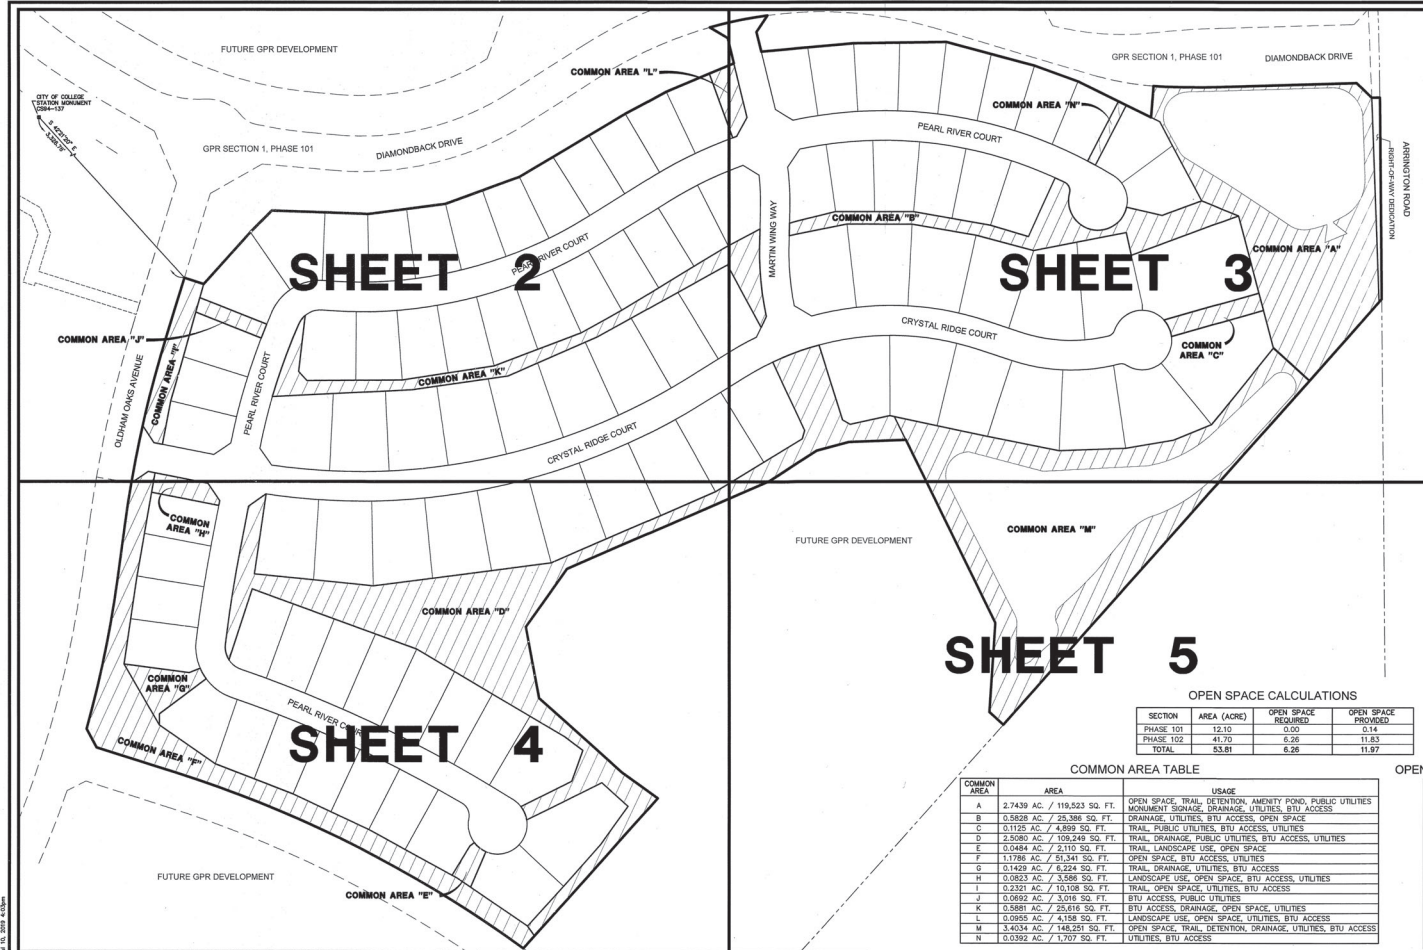 FUTURE GPR DEVELOPMENT
COMMON AREA "L"
GPR SECTION 1, PHASE 101
DIAMONDBACK DRIVE
CITY OF COLLEGE
STATION MONUMENT
CS94-137
COMMON AREA "N"
PEARL RIVER COURT
GPR SECTION 1, PHASE 101
DIAMONDBACK DRIVE
ARRINGTON ROAD
RIGHT-OF-WAY DEDICATION
COMMON AREA "B"
MARTIN WING WAY
PEARL RIVER COURT
SHEET 2
SHEET 3
COMMON AREA "A"
CRYSTAL RIDGE COURT
COMMON AREA "J"
COMMON
AREA "C"
COMMON AREA "I"
OLDHAM OAKS AVENUE
PEARL RIVER COURT
COMMON AREA "K"
CRYSTAL RIDGE COURT
COMMON
AREA "H"
COMMON AREA "M"
FUTURE GPR DEVELOPMENT
COMMON AREA "D"
SHEET 5
COMMON
AREA "G"
PEARL RIVER COURT
SHEET 4
COMMON AREA "F"
FUTURE GPR DEVELOPMENT
COMMON AREA "E"
OPEN SPACE CALCULATIONS
SECTION AREA (ACRE) OPEN SPACE REQUIRED OPEN SPACE PROVIDED
PHASE 101 12.10 0.00 0.14
PHASE 102 41.70 6.26 11.83
TOTAL 53.81 6.26 11.97
COMMON AREA TABLE
OPEN
COMMON AREA AREA USAGE
A 2.7439 AC. / 119,523 SQ. FT. OPEN SPACE, TRAIL, DETENTION, AMENITY POND, PUBLIC UTILITIES
MONUMENT SIGNAGE, DRAINAGE, UTILITIES, BTU ACCESS
B 0.5828 AC. / 25,386 SQ. FT. DRAINAGE, UTILITIES, BTU ACCESS, OPEN SPACE
C 0.1125 AC. / 4,899 SQ. FT. TRAIL, PUBLIC UTILITIES, BTU ACCESS, UTILITIES
D 2.5080 AC. / 109,249 SQ. FT. TRAIL, DRAINAGE, PUBLIC UTILITIES, BTU ACCESS, UTILITIES
E 0.0484 AC. / 2,110 SQ. FT. TRAIL, LANDSCAPE USE, OPEN SPACE
F 1.1786 AC. / 51,341 SQ. FT. OPEN SPACE, BTU ACCESS, UTILITIES
G 0.1429 AC. / 6,224 SQ. FT. TRAIL, DRAINAGE, UTILITIES, BTU ACCESS
H 0.0823 AC. / 3,586 SQ. FT. LANDSCAPE USE, OPEN SPACE, BTU ACCESS, UTILITIES
I 0.2321 AC. / 10,108 SQ. FT. TRAIL, OPEN SPACE, UTILITIES, BTU ACCESS
J 0.0692 AC. / 3,016 SQ. FT. BTU ACCESS, PUBLIC UTILITIES
K 0.5881 AC. / 25,616 SQ. FT. BTU ACCESS, DRAINAGE, OPEN SPACE, UTILITIES
L 0.0955 AC. / 4,158 SQ. FT. LANDSCAPE USE, OPEN SPACE, UTILITIES, BTU ACCESS
M 3.4034 AC. / 148,251 SQ. FT. OPEN SPACE, TRAIL, DETENTION, DRAINAGE, UTILITIES, BTU ACCESS
N 0.0392 AC. / 1,707 SQ. FT. UTILITIES, BTU ACCESS
10, 2019 4:03pm